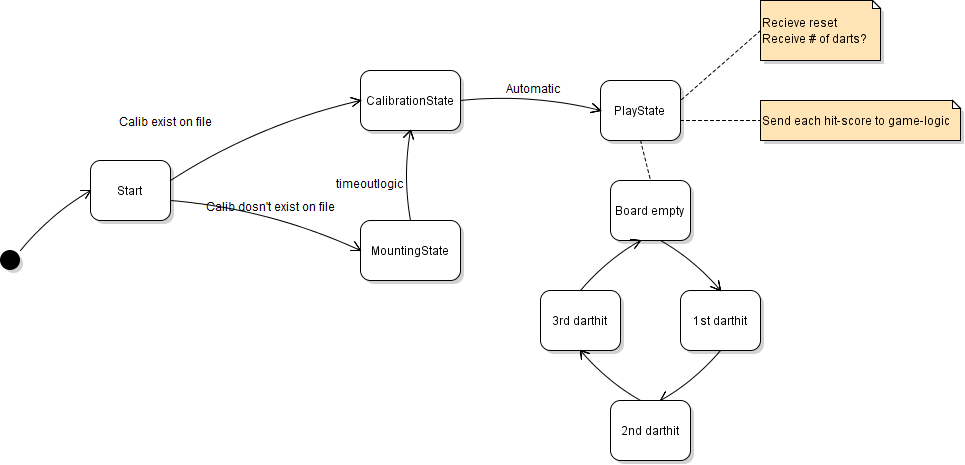 Recieve reset
Receive # of darts?
CalibrationState
Automatic
PlayState
Calib exist on file
Send each hit-score to game-logic
Start
timeoutlogic
Calib dosn't exist on file
Board empty
MountingState
3rd darthit
1st darthit
2nd darthit